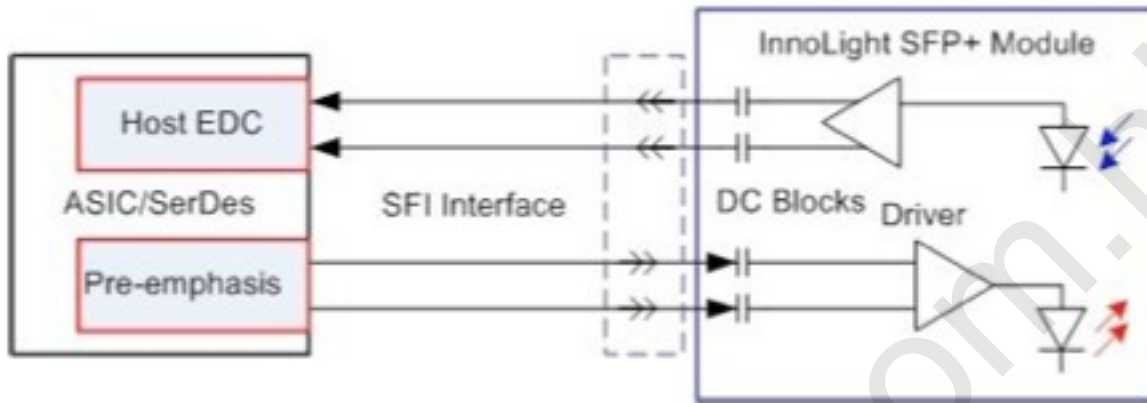 InnoLight SFP+ Module
Host EDC
ASIC/SerDes
SFI Interface
DC Blocks
Driver
Pre-emphasis